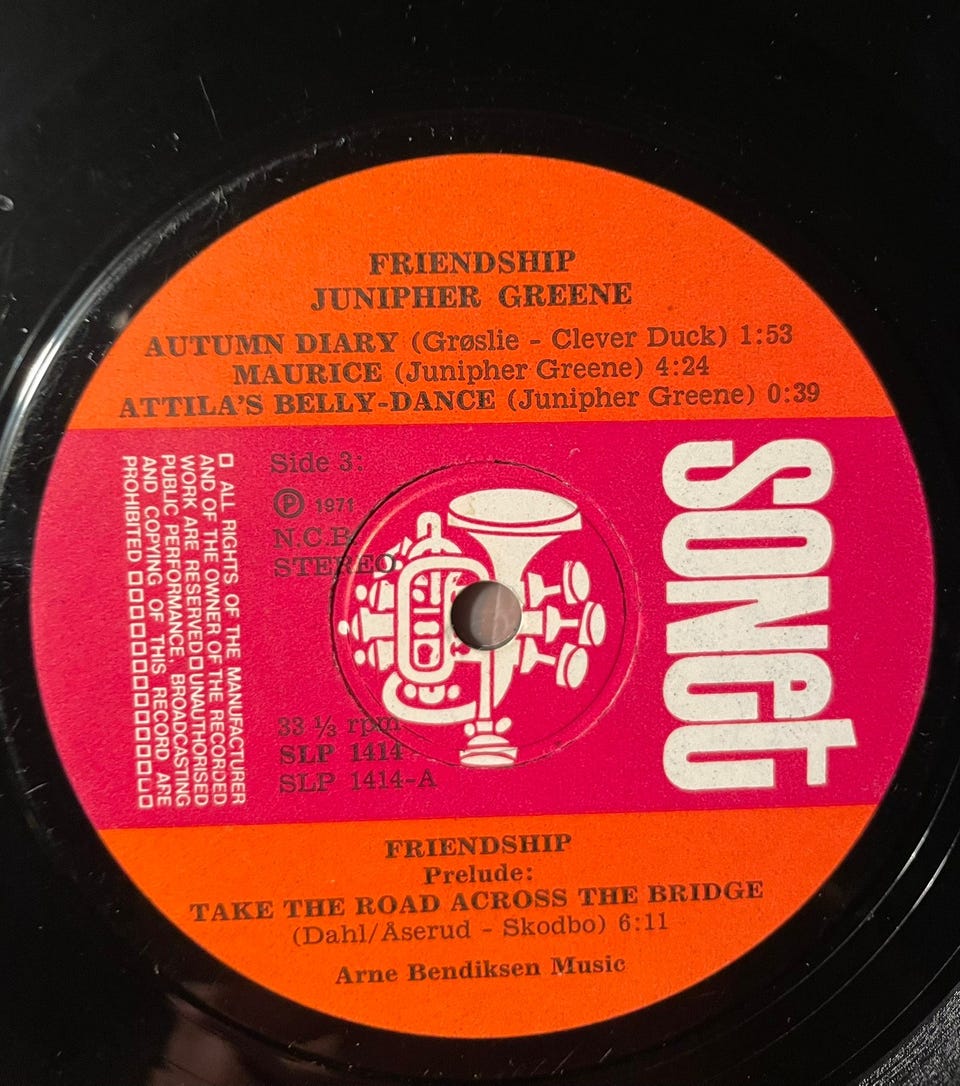 FRIENDSHIP
JUNIPHER GREENE
AUTUMN DIARY (Grøslie - Clever Duck) 1:53
MAURICE (Junipher Greene) 4:24
ATTILA'S BELLY-DANCE (Junipher Greene) 0:39
Side 3:
Ⓟ 1971
N.C.B.
STEREO
33 ⅓ rpm
SLP 1414
SLP 1414-A
SONET
□ ALL RIGHTS OF THE MANUFACTURER
AND OF THE OWNER OF THE RECORDED
WORK ARE RESERVED □ UNAUTHORISED
PUBLIC PERFORMANCE, BROADCASTING
AND COPYING OF THIS RECORD ARE
PROHIBITED □□□□□□□□□□□□□□
FRIENDSHIP
Prelude:
TAKE THE ROAD ACROSS THE BRIDGE
(Dahl/Åserud - Skodbo) 6:11
Arne Bendiksen Music